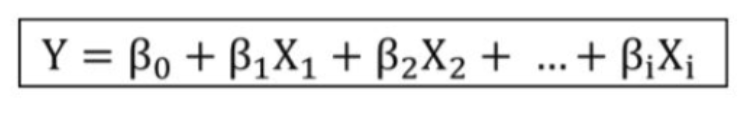 Y = β₀ + β₁X₁ + β₂X₂ + ... + βᵢXᵢ